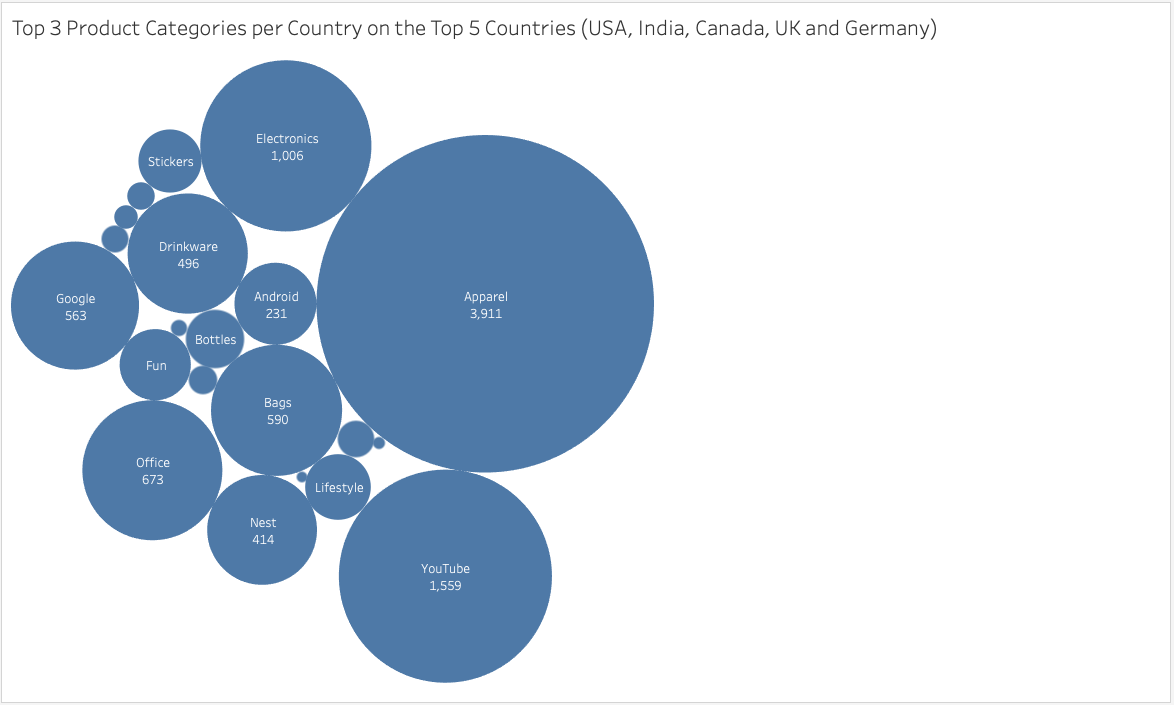 Top 3 Product Categories per Country on the Top 5 Countries (USA, India, Canada, UK and Germany)
Electronics
1,006
Stickers
Drinkware
496
Google
563
Android
231
Apparel
3,911
Bottles
Fun
Bags
590
Office
673
Lifestyle
Nest
414
YouTube
1,559